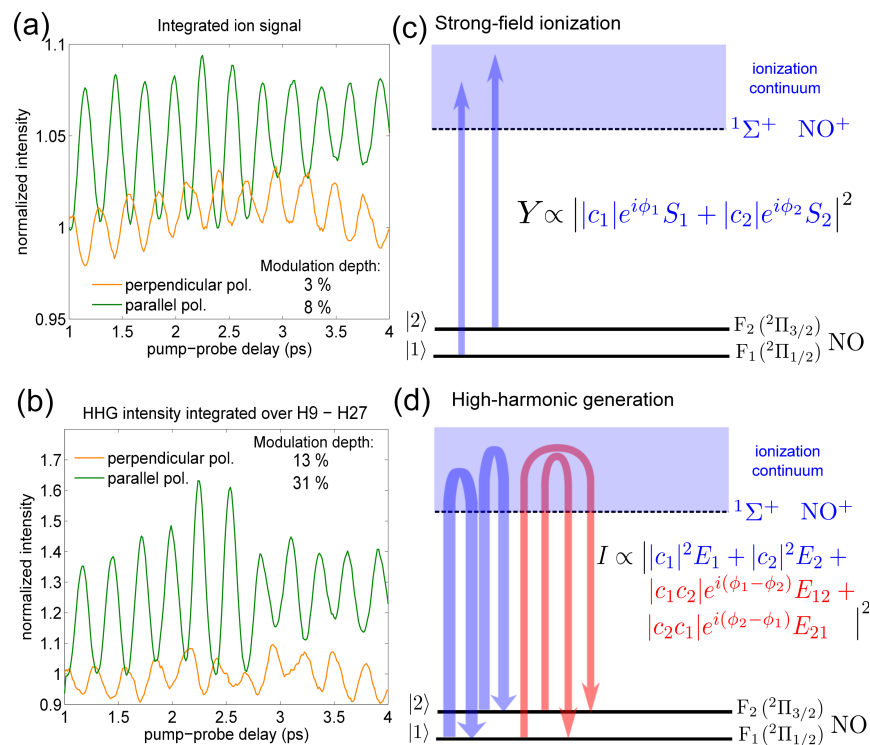 (a)
Integrated ion signal
normalized intensity
1.1
1.05
1
0.95
Modulation depth:
perpendicular pol. 3 %
parallel pol. 8 %
1 1.5 2 2.5 3 3.5 4
pump−probe delay (ps)
(b)
HHG intensity integrated over H9 − H27
normalized intensity
1.7
1.6
1.5
1.4
1.3
1.2
1.1
1
0.9
Modulation depth:
perpendicular pol. 13 %
parallel pol. 31 %
1 1.5 2 2.5 3 3.5 4
pump−probe delay (ps)
(c) Strong-field ionization
ionization
continuum
¹Σ⁺ NO⁺
Y ∝ ||c₁|e^{iϕ₁}S₁ + |c₂|e^{iϕ₂}S₂|²
|2⟩ F₂(²Π₃/₂)
|1⟩ F₁(²Π₁/₂)
NO
(d) High-harmonic generation
ionization
continuum
¹Σ⁺ NO⁺
I ∝ ||c₁|²E₁ + |c₂|²E₂ +
|c₁c₂|e^{i(ϕ₁−ϕ₂)}E₁₂ +
|c₂c₁|e^{i(ϕ₂−ϕ₁)}E₂₁ |²
|2⟩ F₂(²Π₃/₂)
|1⟩ F₁(²Π₁/₂)
NO